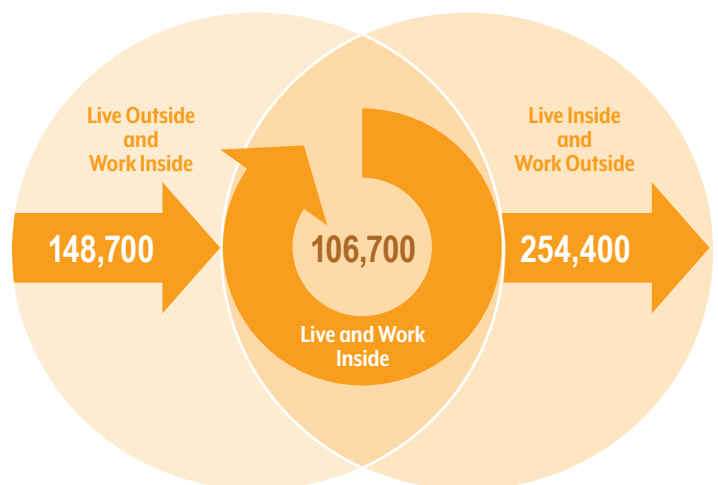 Live Outside
and
Work Inside
148,700
106,700
Live and Work
Inside
Live Inside
and
Work Outside
254,400